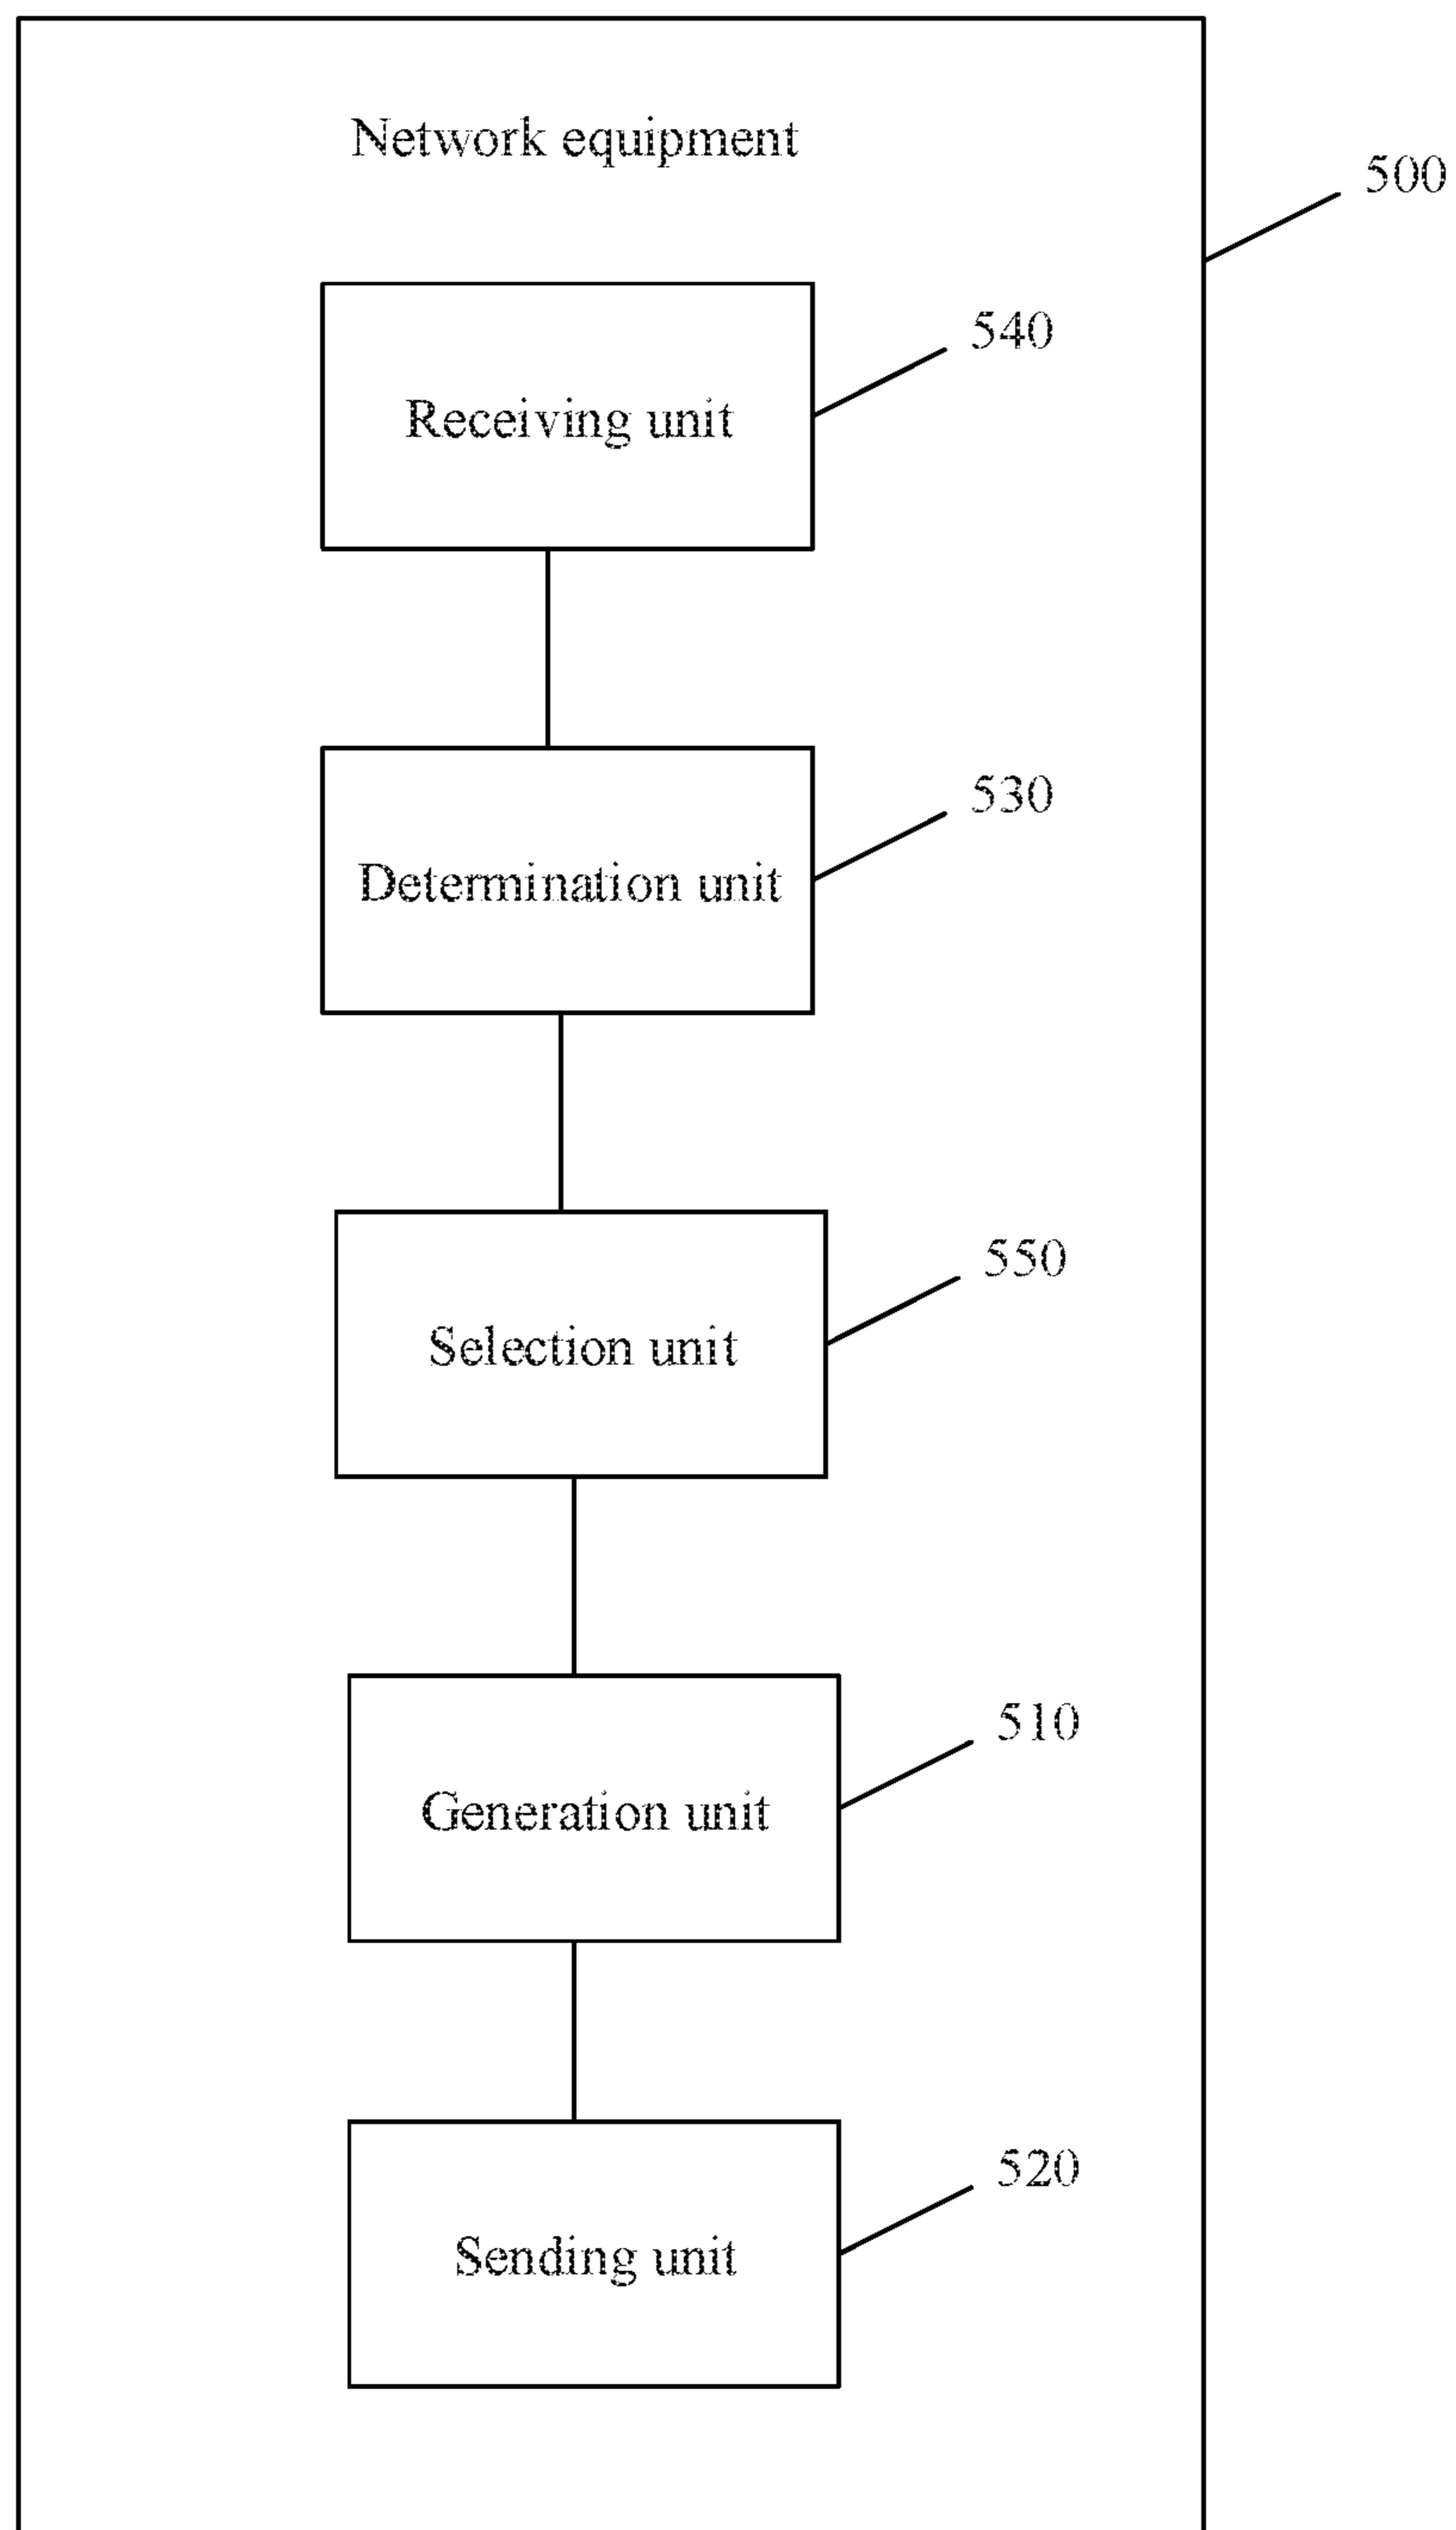 Network equipment
500
540
Receiving unit
530
Determination unit
550
Selection unit
510
Generation unit
520
Sending unit